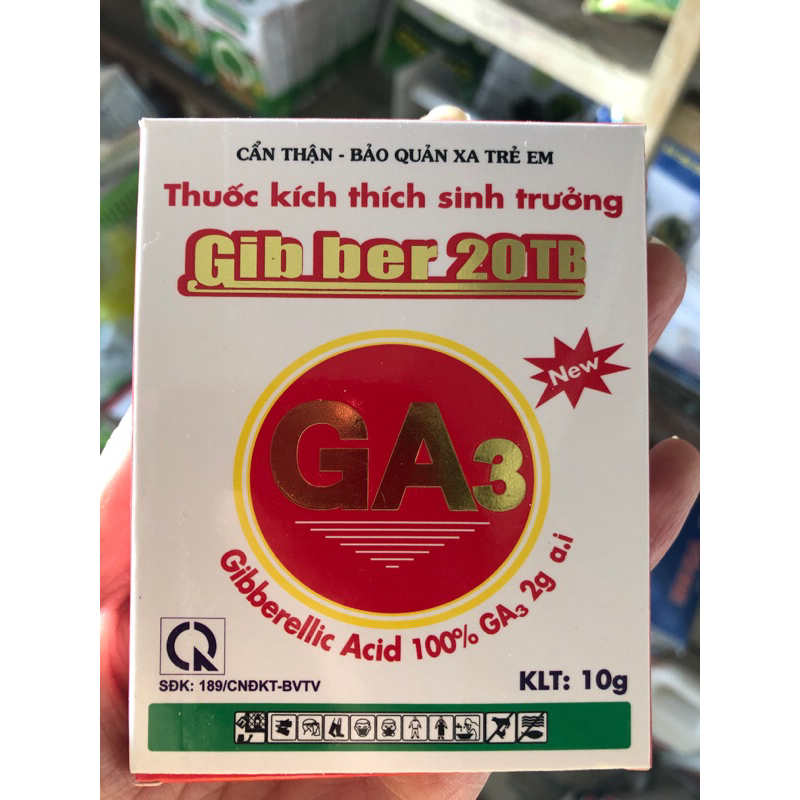 CẨN THẬN - BẢO QUẢN XA TRẺ EM
Thuốc kích thích sinh trưởng
Gib ber 20TB
New
GA3
Gibberellic Acid 100% GA3 2g a.i
SĐK: 189/CNĐKT-BVTV
KLT: 10g